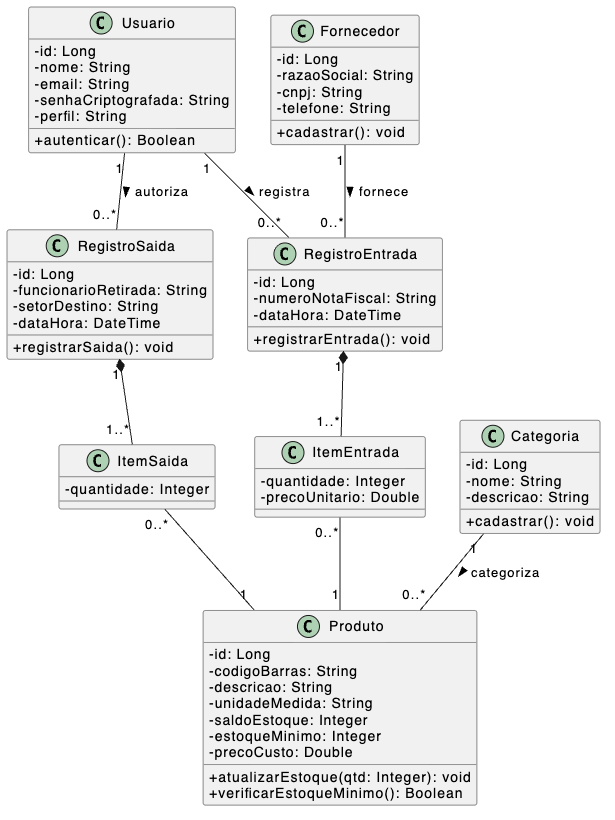 C Usuario
-id: Long
-nome: String
-email: String
-senhaCriptografada: String
-perfil: String
+autenticar(): Boolean
C Fornecedor
-id: Long
-razaoSocial: String
-cnpj: String
-telefone: String
+cadastrar(): void
1
autoriza
0..*
1
registra
0..*
1
fornece
0..*
C RegistroSaida
-id: Long
-funcionarioRetirada: String
-setorDestino: String
-dataHora: DateTime
+registrarSaida(): void
C RegistroEntrada
-id: Long
-numeroNotaFiscal: String
-dataHora: DateTime
+registrarEntrada(): void
1
1..*
1
1..*
C ItemSaida
-quantidade: Integer
C ItemEntrada
-quantidade: Integer
-precoUnitario: Double
C Categoria
-id: Long
-nome: String
-descricao: String
+cadastrar(): void
0..*
1
0..*
1
1
categoriza
0..*
C Produto
-id: Long
-codigoBarras: String
-descricao: String
-unidadeMedida: String
-saldoEstoque: Integer
-estoqueMinimo: Integer
-precoCusto: Double
+atualizarEstoque(qtd: Integer): void
+verificarEstoqueMinimo(): Boolean